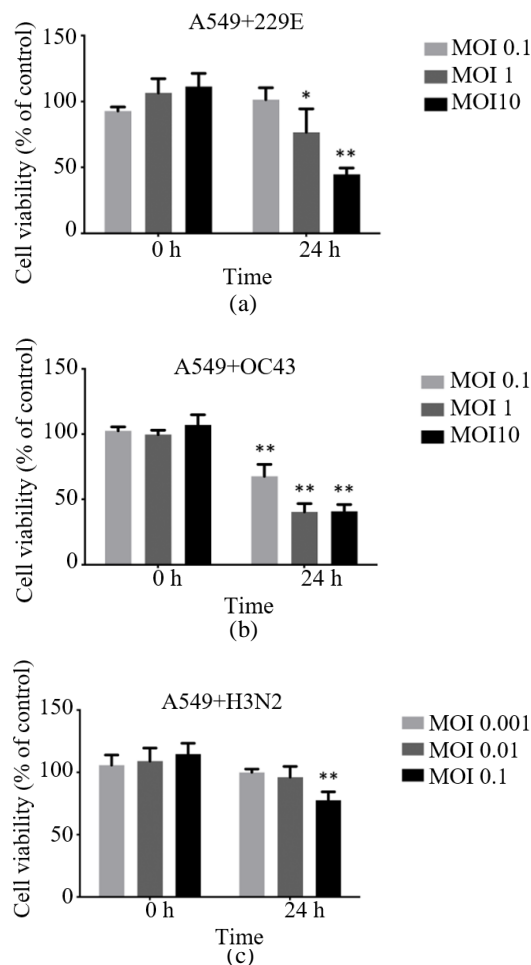 A549+229E
Cell viability (% of control)
150
100
50
0
* **
0 h 24 h
Time
(a)
MOI 0.1
MOI 1
MOI10
A549+OC43
Cell viability (% of control)
150
100
50
0
** ** **
0 h 24 h
Time
(b)
MOI 0.1
MOI 1
MOI10
A549+H3N2
Cell viability (% of control)
150
100
50
0
**
0 h 24 h
Time
(c)
MOI 0.001
MOI 0.01
MOI 0.1